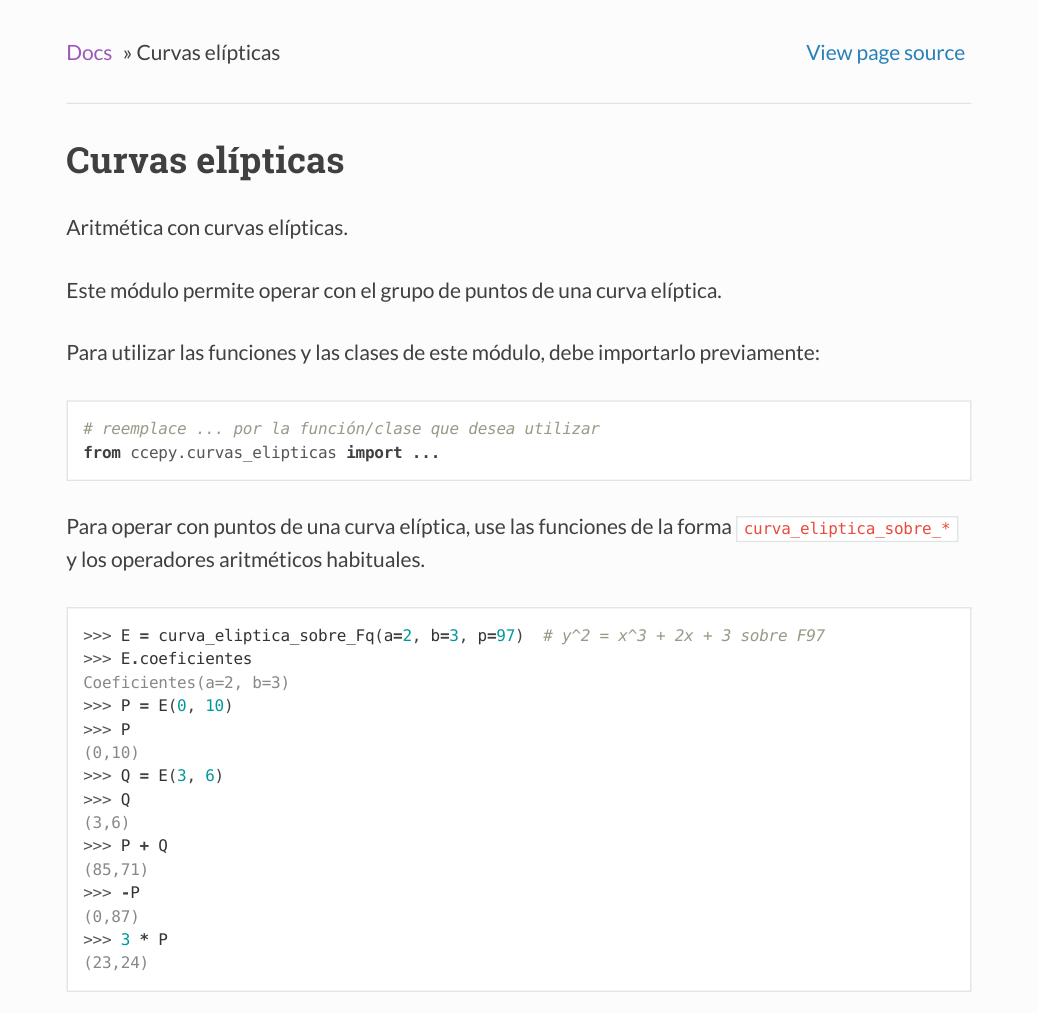 Docs » Curvas elípticas
View page source
Curvas elípticas
Aritmética con curvas elípticas.
Este módulo permite operar con el grupo de puntos de una curva elíptica.
Para utilizar las funciones y las clases de este módulo, debe importarlo previamente:
# reemplace ... por la función/clase que desea utilizar
from ccepy.curvas_elipticas import ...
Para operar con puntos de una curva elíptica, use las funciones de la forma curva_eliptica_sobre_*
y los operadores aritméticos habituales.
>>> E = curva_eliptica_sobre_Fq(a=2, b=3, p=97)  # y^2 = x^3 + 2x + 3 sobre F97
>>> E.coeficientes
Coeficientes(a=2, b=3)
>>> P = E(0, 10)
>>> P
(0,10)
>>> Q = E(3, 6)
>>> Q
(3,6)
>>> P + Q
(85,71)
>>> -P
(0,87)
>>> 3 * P
(23,24)